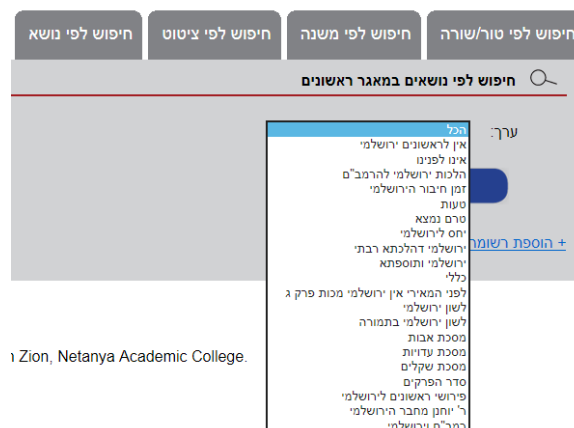 חיפוש לפי טור/שורה
חיפוש לפי משנה
חיפוש לפי ציטוט
חיפוש לפי נושא
חיפוש לפי נושאים במאגר ראשונים
ערך:
הכל
אין לראשונים ירושלמי
אינו לפנינו
הלכות ירושלמי להרמב"ם
זמן חיבור הירושלמי
טעות
טרם נמצא
יחס לירושלמי
ירושלמי דהלכתא רבתי
ירושלמי ותוספתא
כללי
לפני המאירי אין ירושלמי מכות פרק ג
לשון ירושלמי
לשון ירושלמי בתמורה
מסכת אבות
מסכת עדויות
מסכת שקלים
סדר הפרקים
פירושי ראשונים לירושלמי
ר' יוחנן מחבר הירושלמי
רמב"ם וירושלמי
+ הוספת רשומה
Zion, Netanya Academic College.